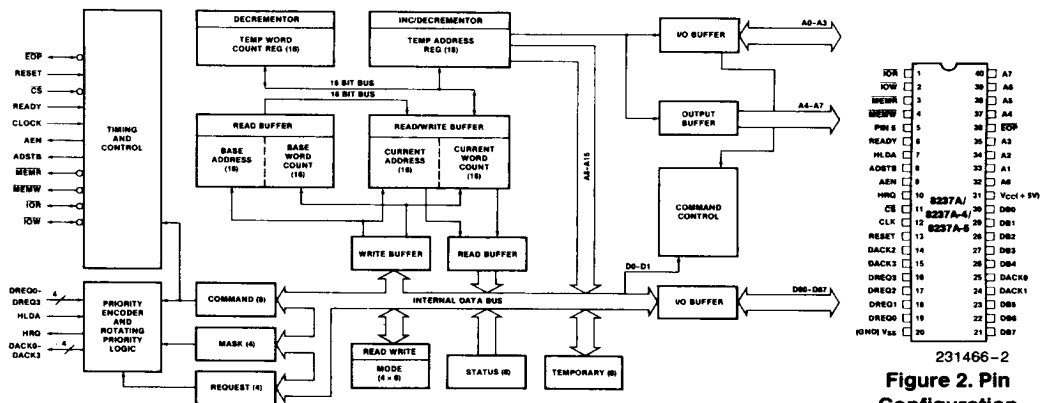 DECREMENTOR
TEMP WORD
COUNT REG (16)
INC/DECREMENTOR
TEMP ADDRESS
REG (16)
16 BIT BUS
16 BIT BUS
READ BUFFER
BASE
ADDRESS
(16)
BASE
WORD
COUNT
(16)
READ/WRITE BUFFER
CURRENT
ADDRESS
(16)
CURRENT
WORD
COUNT
(16)
WRITE BUFFER
READ BUFFER
EOP
RESET
CS
READY
CLOCK
AEN
ADSTB
MEMR
MEMW
IOR
IOW
TIMING
AND
CONTROL
DREQ0-
DREQ3
4
HLDA
HRQ
DACK0-
DACK3
4
PRIORITY
ENCODER
AND
ROTATING
PRIORITY
LOGIC
COMMAND (8)
MASK (4)
REQUEST (4)
INTERNAL DATA BUS
READ WRITE
MODE
(4 × 6)
STATUS (8)
TEMPORARY (8)
A8-A15
I/O BUFFER
A0-A3
OUTPUT
BUFFER
A4-A7
COMMAND
CONTROL
D0-D1
I/O BUFFER
DB0-DB7
IOR 1
IOW 2
MEMR 3
MEMW 4
PIN 5 5
READY 6
HLDA 7
ADSTB 8
AEN 9
HRQ 10
CS 11
CLK 12
RESET 13
DACK2 14
DACK3 15
DREQ3 16
DREQ2 17
DREQ1 18
DREQ0 19
(GND) VSS 20
8237A/
8237A-4/
8237A-5
40 A7
39 A6
38 A5
37 A4
36 EOP
35 A3
34 A2
33 A1
32 A0
31 VCC(+5V)
30 DB0
29 DB1
28 DB2
27 DB3
26 DB4
25 DACK0
24 DACK1
23 DB5
22 DB6
21 DB7
231466–2
Figure 2. Pin
Configuration